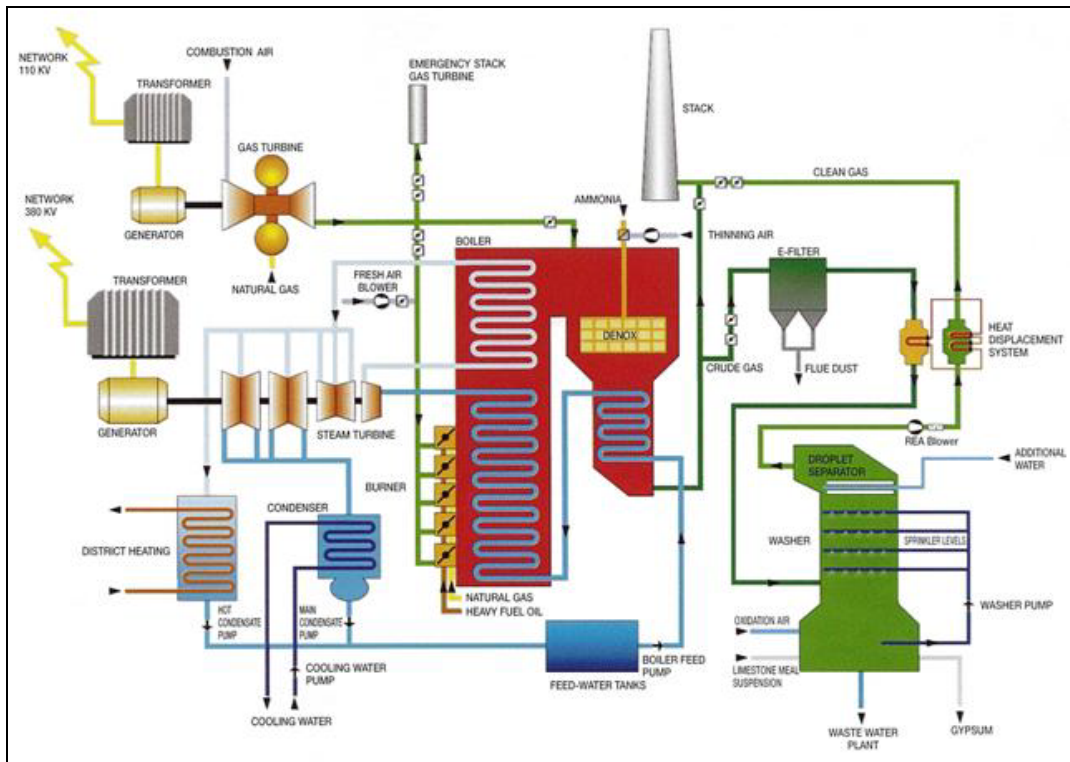 NETWORK
110 KV
TRANSFORMER
COMBUSTION AIR
GAS TURBINE
GENERATOR
NATURAL GAS
EMERGENCY STACK
GAS TURBINE
STACK
CLEAN GAS
AMMONIA
THINNING AIR
NETWORK
380 KV
TRANSFORMER
GENERATOR
STEAM TURBINE
FRESH AIR
BLOWER
BOILER
DENOX
E-FILTER
CRUDE GAS
FLUE DUST
HEAT
DISPLACEMENT
SYSTEM
REA Blower
DROPLET
SEPARATOR
ADDITIONAL
WATER
BURNER
CONDENSER
DISTRICT HEATING
WASHER
SPRINKLER LEVELS
WASHER PUMP
HOT
CONDENSATE
PUMP
MAIN
CONDENSATE
PUMP
NATURAL GAS
HEAVY FUEL OIL
OXIDATION AIR
LIMESTONE MEAL
SUSPENSION
COOLING WATER
PUMP
FEED-WATER TANKS
BOILER FEED
PUMP
COOLING WATER
WASTE WATER
PLANT
GYPSUM